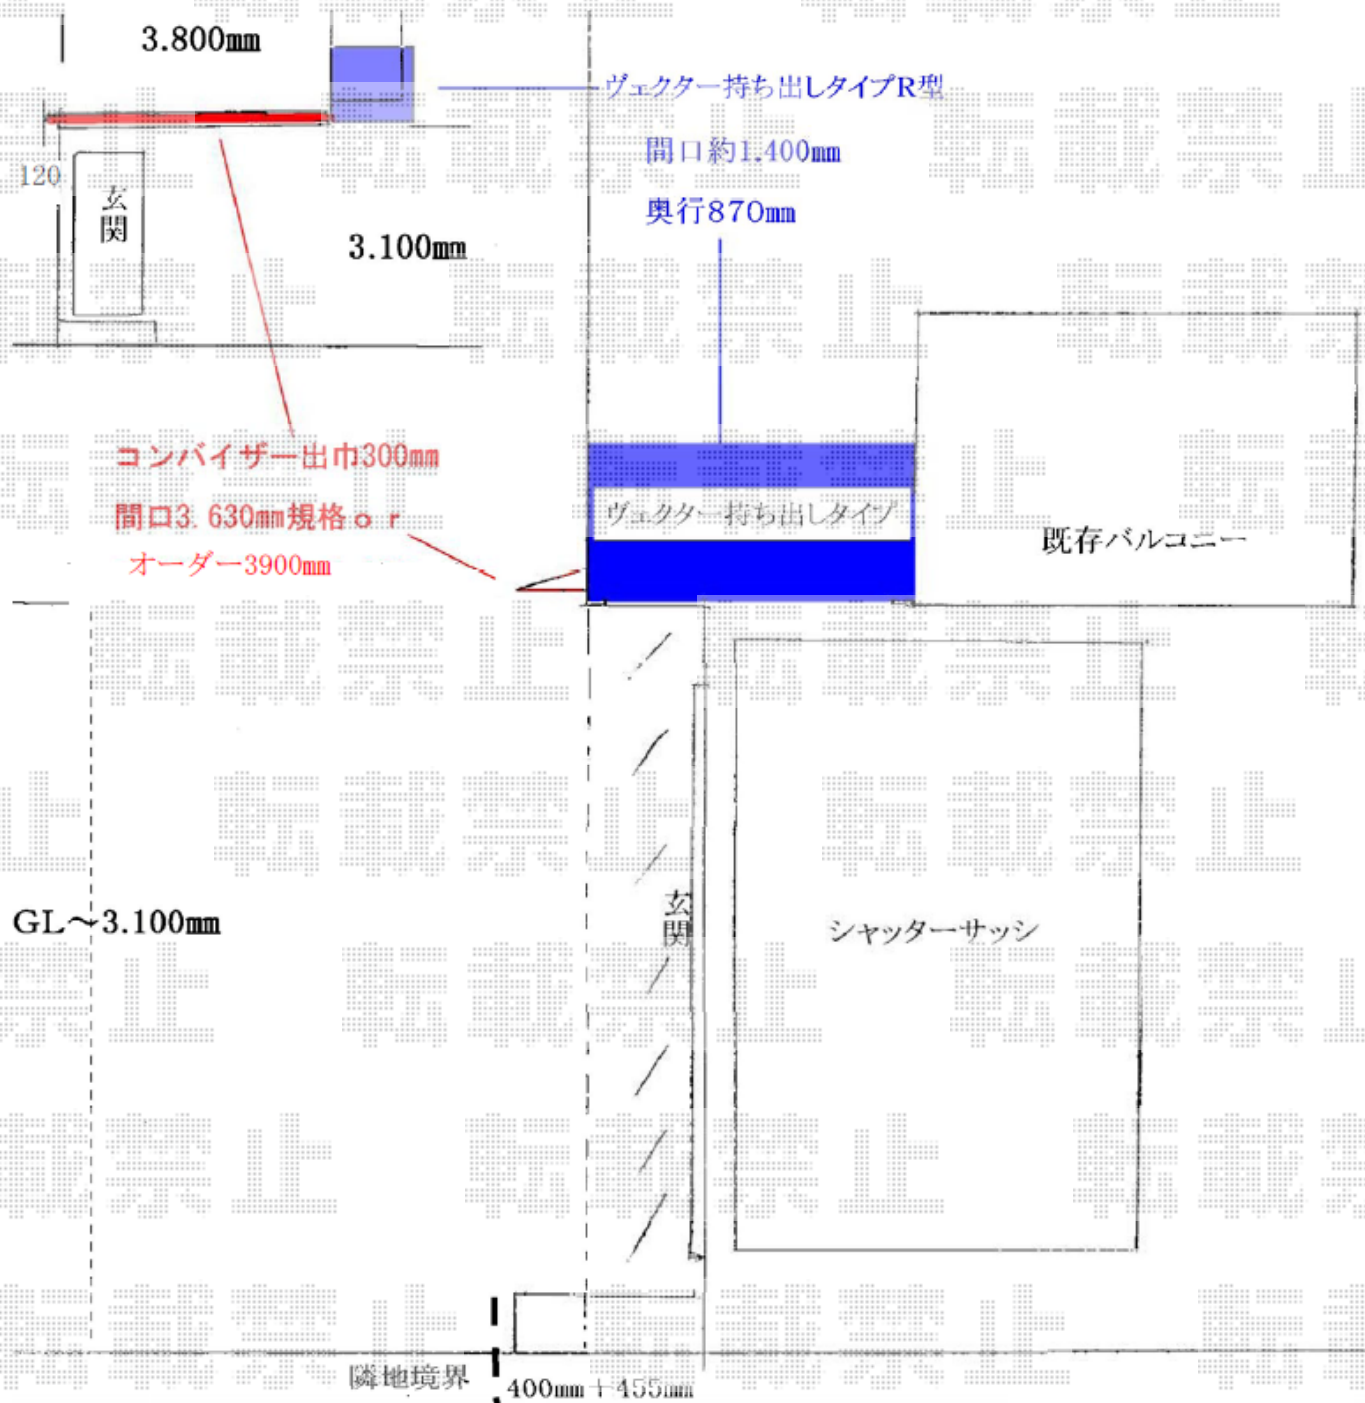 3.800mm
ヴェクター持ち出しタイプR型
間口約1.400mm
120
玄関
奥行870mm
3.100mm
コンバイザー出巾300mm
間口3.630mm規格or
オーダー3900mm
ヴェクター持ち出しタイプ
既存バルコニー
GL～3.100mm
玄関
シャッターサッシ
隣地境界
400mm+455mm
転載禁止